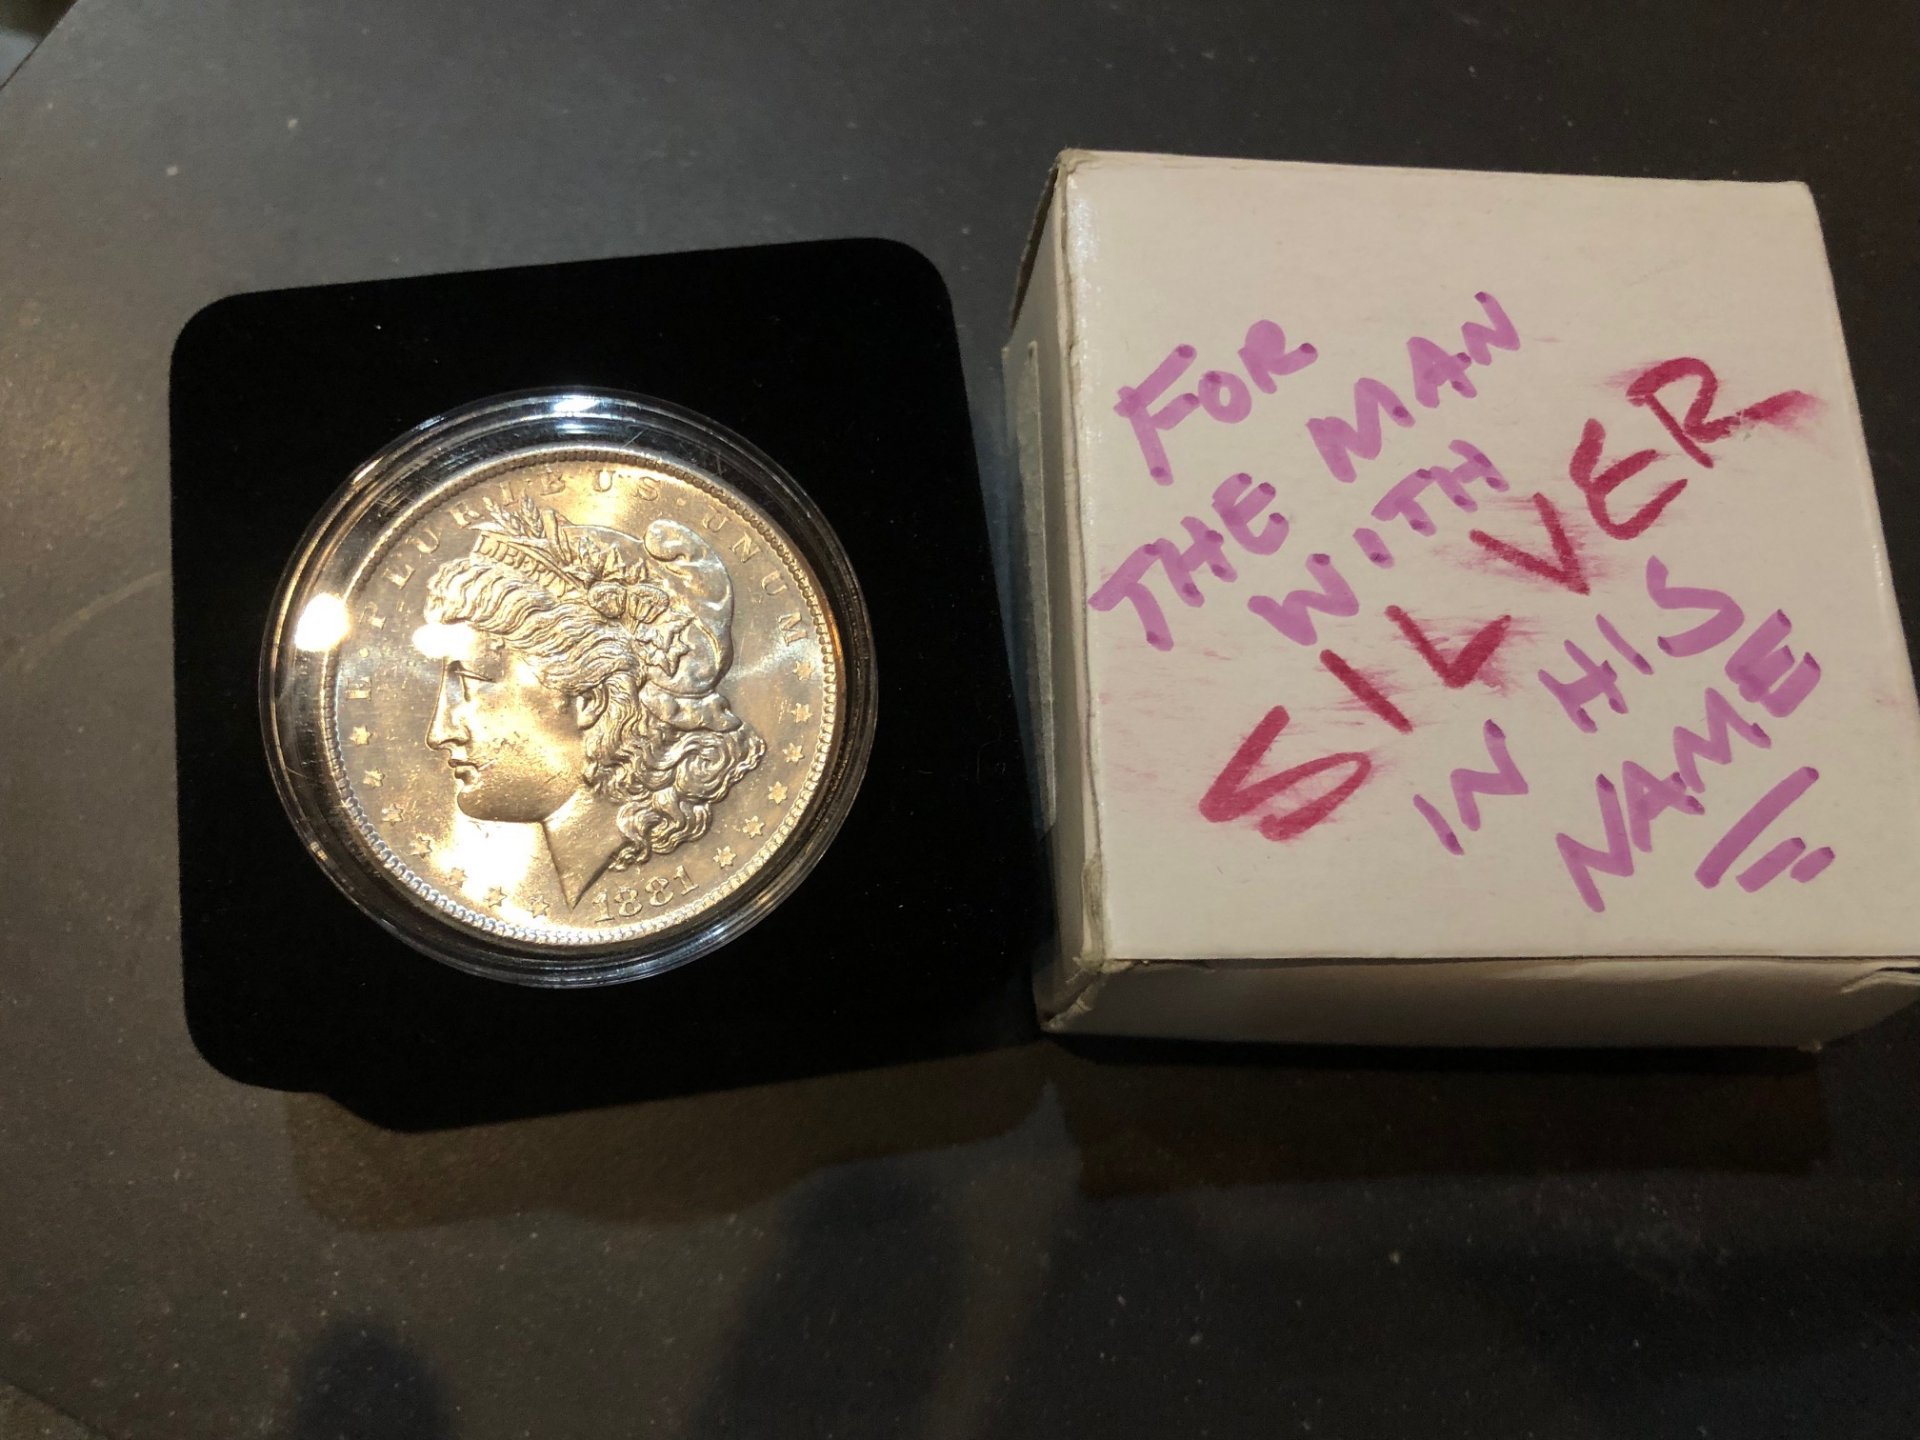 E·PLURIBUS·UNUM
LIBERTY
1881
FOR
THE MAN
WITH
SILVER
IN HIS
NAME!!!